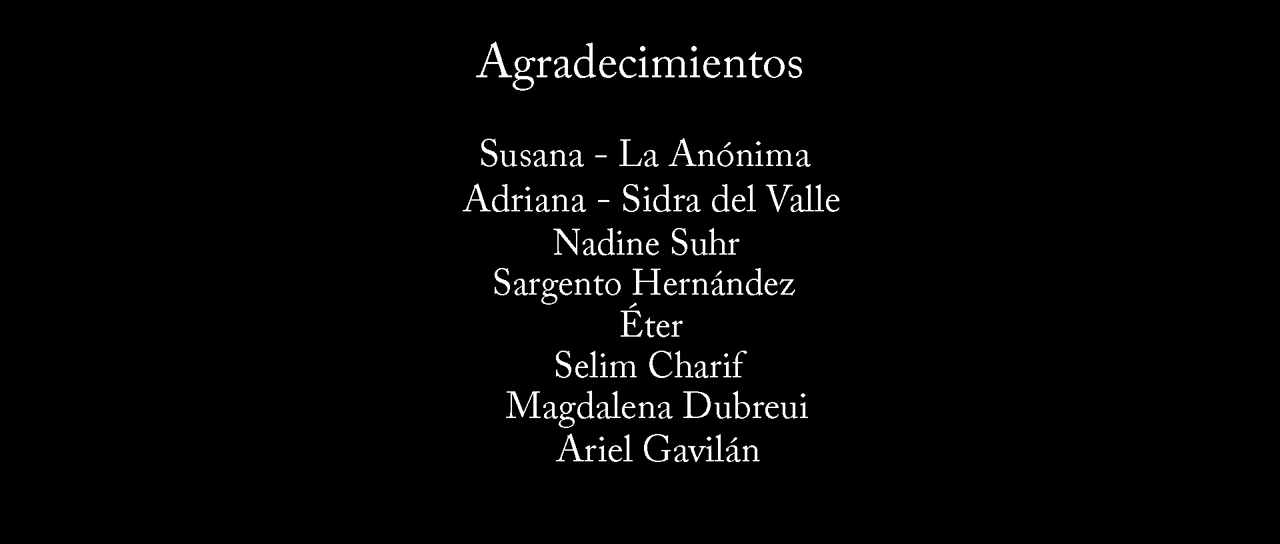 Agradecimientos
Susana - La Anónima
Adriana - Sidra del Valle
Nadine Suhr
Sargento Hernández
Éter
Selim Charif
Magdalena Dubreui
Ariel Gavilán